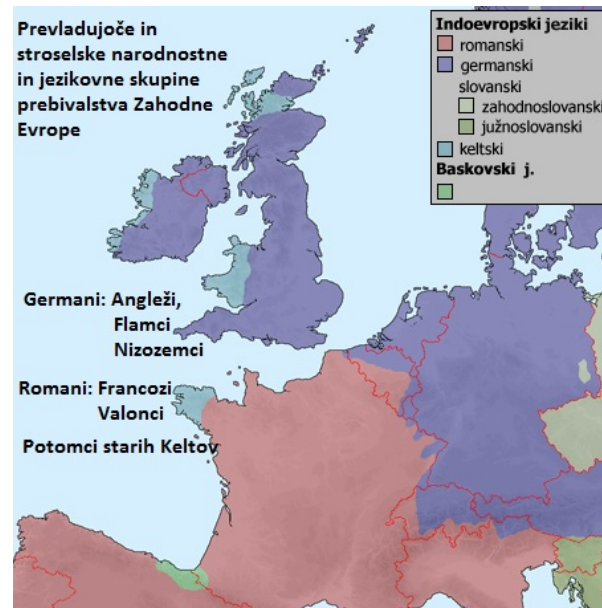 Prevladujoče in
stroselske narodnostne
in jezikovne skupine
prebivalstva Zahodne
Evrope
Indoevropski jeziki
romanski
germanski
slovanski
zahodnoslovanski
južnoslovanski
keltski
Baskovski j.
Germani: Angleži,
Flamci
Nizozemci
Romani: Francozi
Valonci
Potomci starih Keltov